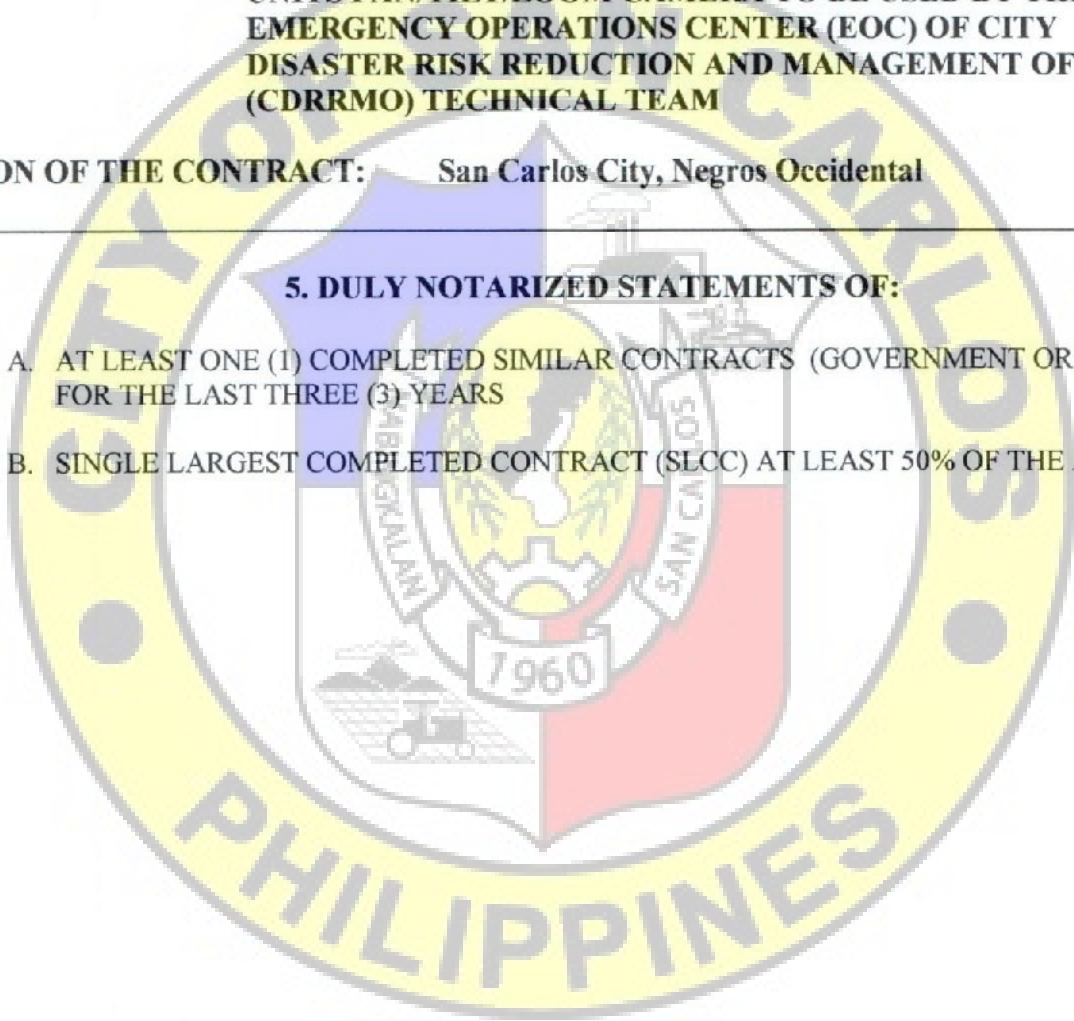 EMERGENCY OPERATIONS CENTER (EOC) OF CITY
DISASTER RISK REDUCTION AND MANAGEMENT OF
(CDRRMO) TECHNICAL TEAM
ON OF THE CONTRACT: San Carlos City, Negros Occidental
5. DULY NOTARIZED STATEMENTS OF:
A. AT LEAST ONE (1) COMPLETED SIMILAR CONTRACTS (GOVERNMENT OR
FOR THE LAST THREE (3) YEARS
B. SINGLE LARGEST COMPLETED CONTRACT (SLCC) AT LEAST 50% OF THE
CITY OF SAN CARLOS
SAN CARLOS
1960
PHILIPPINES